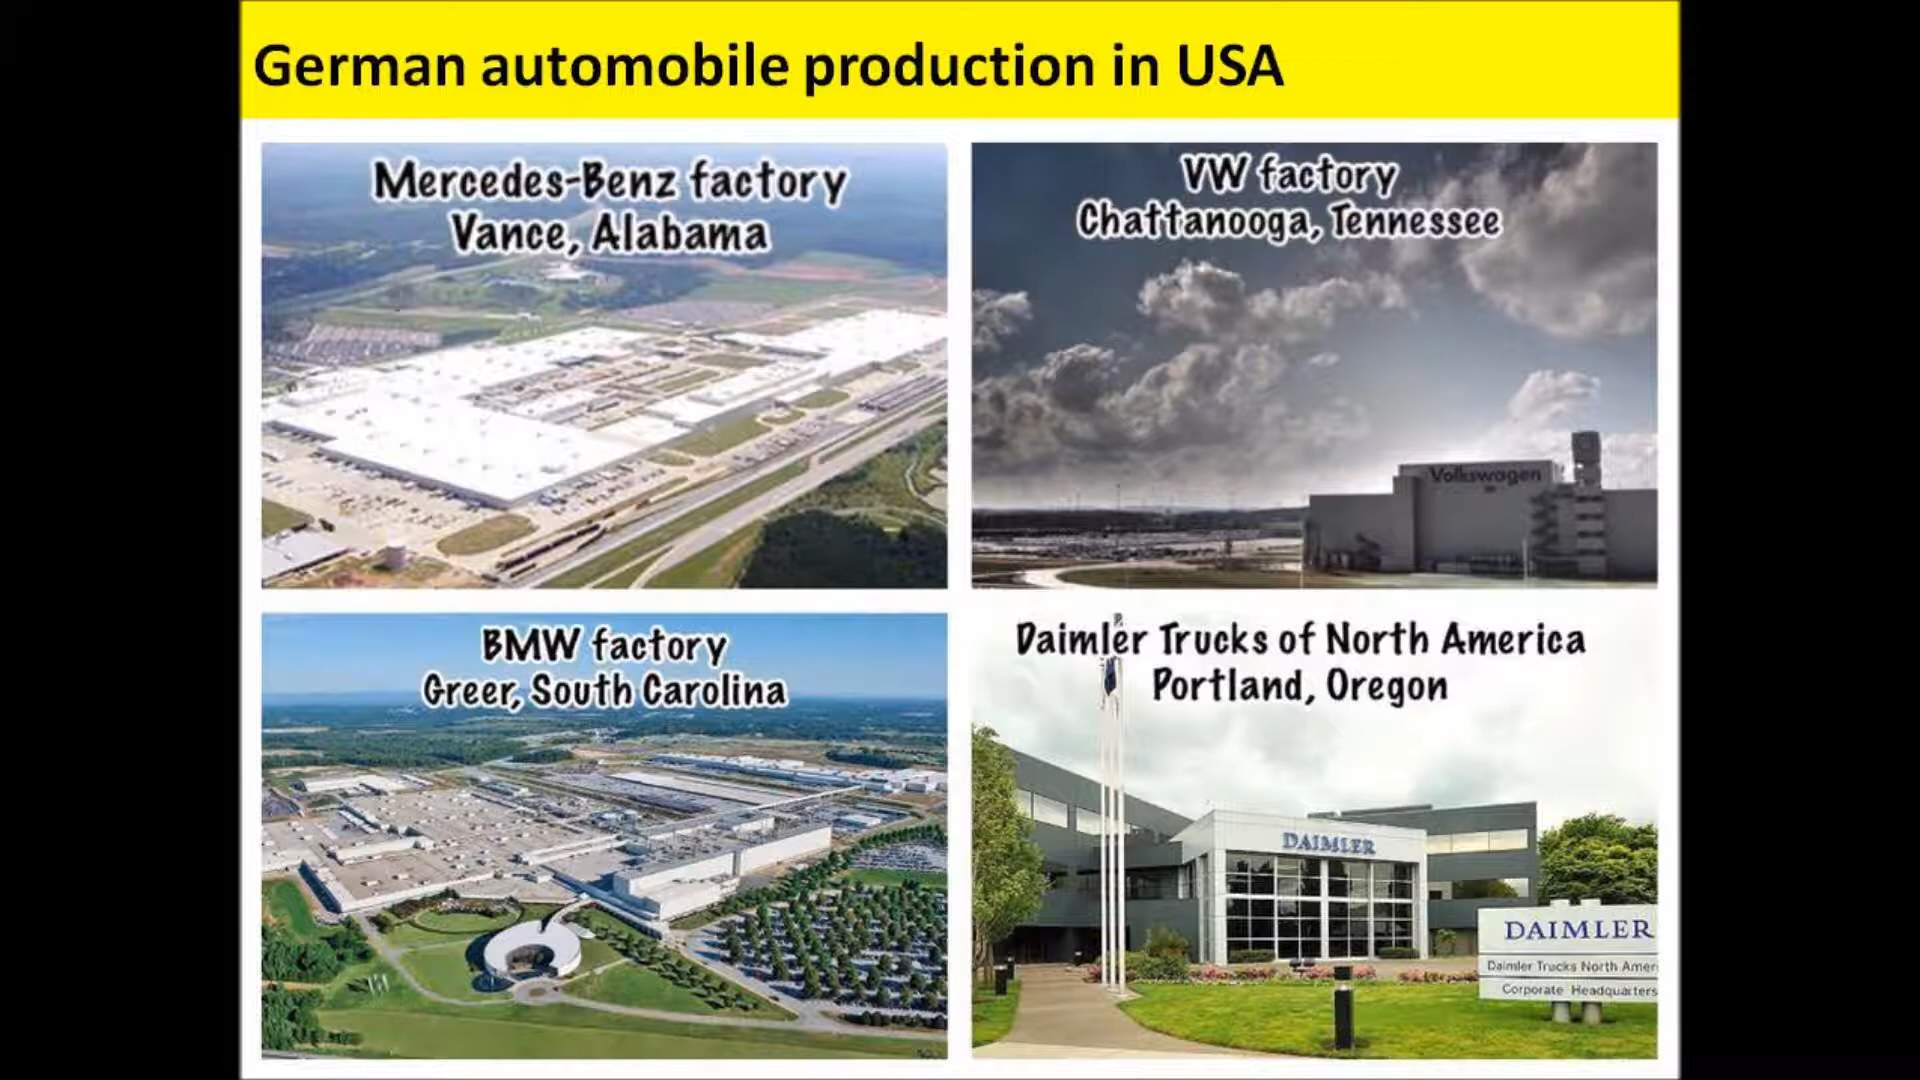 German automobile production in USA
Mercedes-Benz factory
Vance, Alabama
VW factory
Chattanooga, Tennessee
Volkswagen
BMW factory
Greer, South Carolina
Daimler Trucks of North America
Portland, Oregon
DAIMLER
DAIMLER
Daimler Trucks North Ameri
Corporate Headquarters